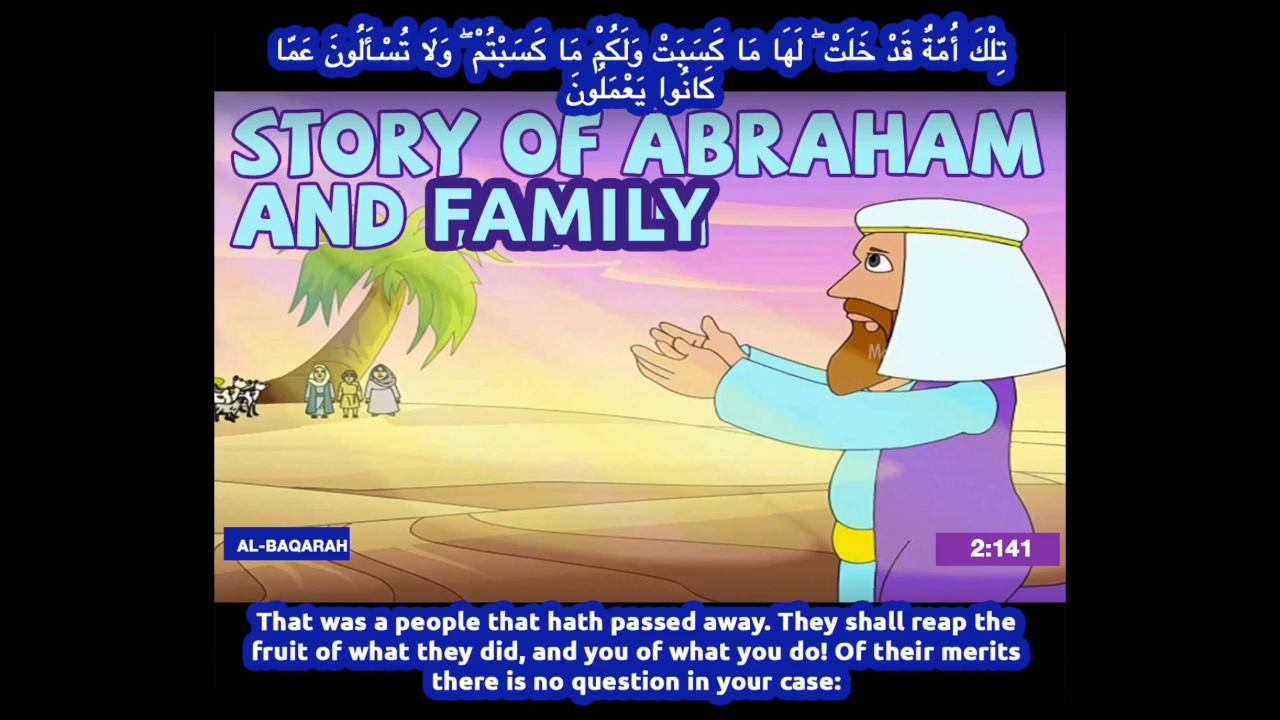 تِلْكَ أُمَّةٌ قَدْ خَلَتْ ۖ لَهَا مَا كَسَبَتْ وَلَكُمْ مَا كَسَبْتُمْ ۖ وَلَا تُسْأَلُونَ عَمَّا
كَانُوا يَعْمَلُونَ
STORY OF ABRAHAM
AND FAMILY
AL-BAQARAH
2:141
That was a people that hath passed away. They shall reap the
fruit of what they did, and you of what you do! Of their merits
there is no question in your case: